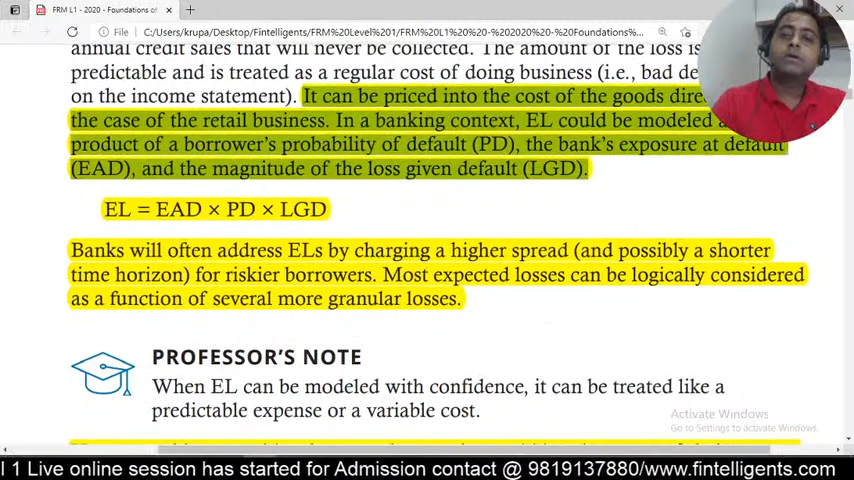 FRM L1 - 2020 - Foundations of
File | C:/Users/krupa/Desktop/Fintelligents/FRM%20Level%201/FRM%20L1%20%20-%202020%20-%20Foundations%...
annual credit sales that will never be collected. The amount of the loss is
predictable and is treated as a regular cost of doing business (i.e., bad
on the income statement). It can be priced into the cost of the goods
the case of the retail business. In a banking context, EL could be modeled
product of a borrower's probability of default (PD), the bank's exposure at default
(EAD), and the magnitude of the loss given default (LGD).
EL = EAD × PD × LGD
Banks will often address ELs by charging a higher spread (and possibly a shorter
time horizon) for riskier borrowers. Most expected losses can be logically considered
as a function of several more granular losses.
PROFESSOR'S NOTE
When EL can be modeled with confidence, it can be treated like a
predictable expense or a variable cost.
Activate Windows
Go to Settings to activate Windows.
l 1 Live online session has started for Admission contact @ 9819137880/www.fintelligents.com